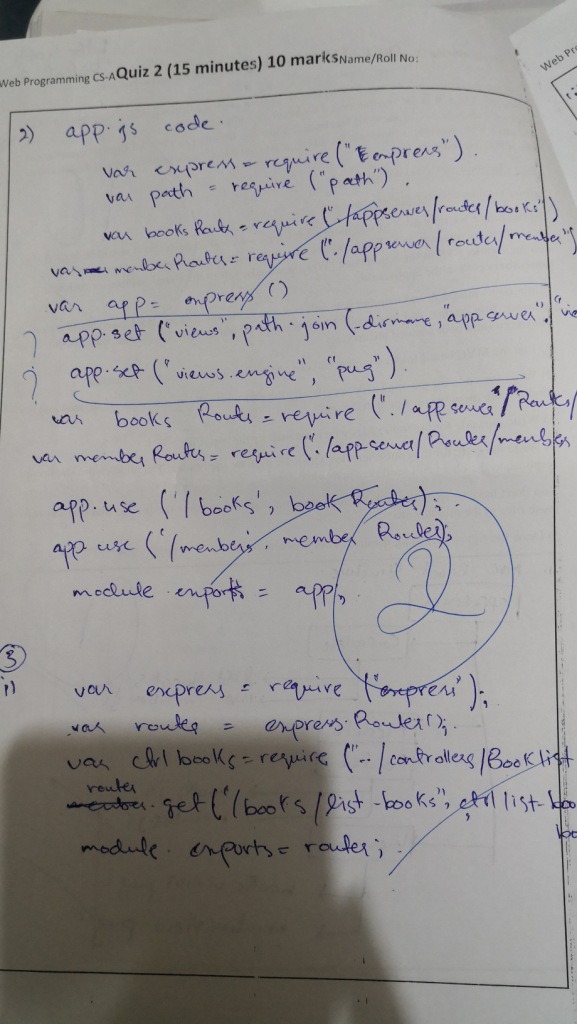 Web Programming CS-A Quiz 2 (15 minutes) 10 marks Name/Roll No:
Web Pr
2) app.js code.
var express = require("Express").
var path = require ("path").
var books Routes = require ("./appserver/routes/books")
var member Routes = require ("./appserver/routes/member")
var app = express ()
? app.set ("views", path.join (-dirname, "app server", "vie
? app.set ("views.engine", "pug").
var books Routes = require ("./appserver/Routes/
var member Routes = require ("./appserver/Routes/members
app.use ('/books', book Routes);
app use ('/members, member Routes);
module exports = app;
2
3
i) var express = require ("express");
var router = express.Router();
var ctrl books = require ("../controllers/Booklist
router
.get ("/books/list-books", ctrl list-boo
boo
module. exports = router;